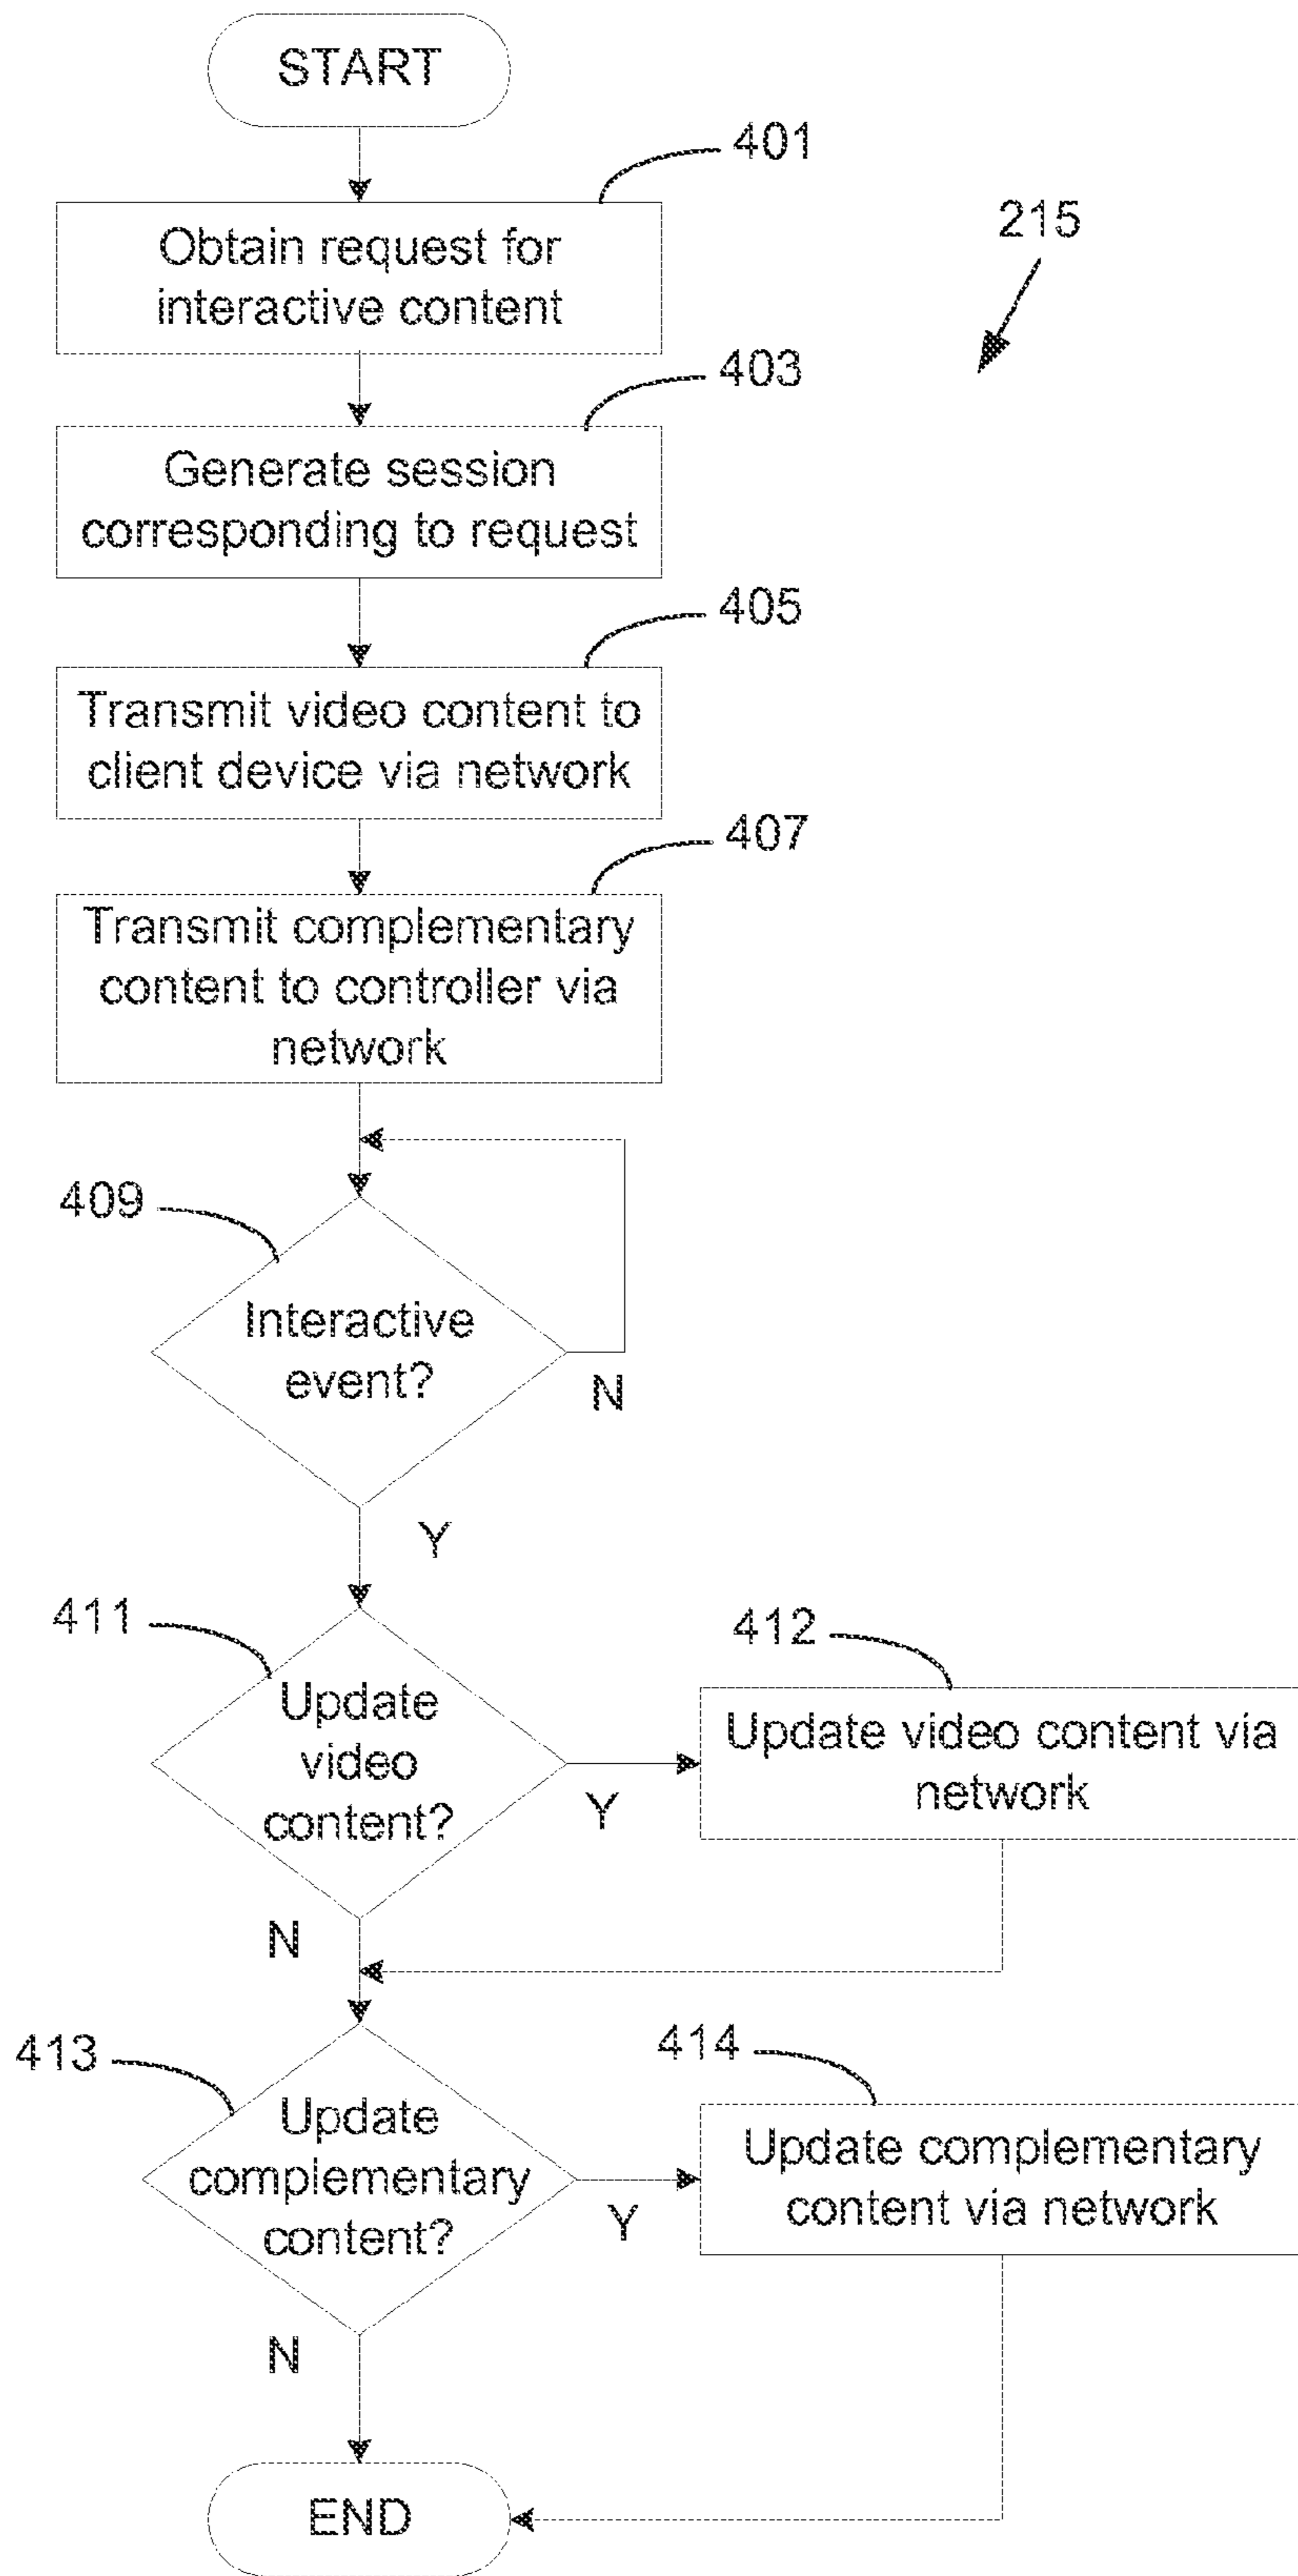 START
401
Obtain request for
interactive content
215
403
Generate session
corresponding to request
405
Transmit video content to
client device via network
407
Transmit complementary
content to controller via
network
409
Interactive
event?
N
Y
411
Update
video
content?
Y
412
Update video content via
network
N
413
Update
complementary
content?
Y
414
Update complementary
content via network
N
END